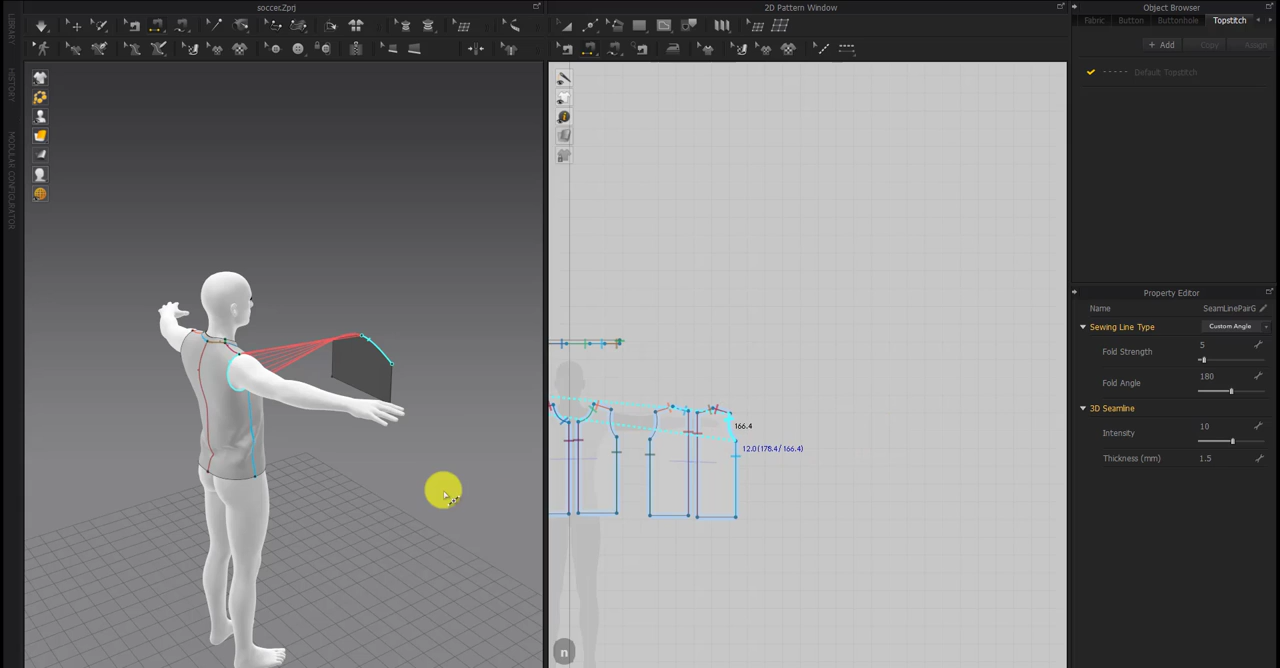 soccer.Zprj
2D Pattern Window
Object Browser
LIBRARY
HISTORY
MODULAR CONFIGURATOR
Fabric
Button
Buttonhole
Topstitch
+ Add
Copy
Assign
Default Topstitch
Property Editor
Name
SeamLinePairG
Sewing Line Type
Custom Angle
Fold Strength
5
Fold Angle
180
3D Seamline
Intensity
10
Thickness (mm)
1.5
166.4
12.0 ( 178.4 / 166.4 )
n